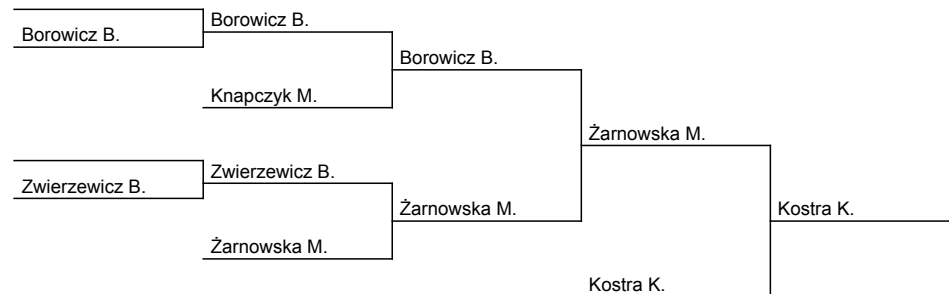 Borowicz B.
Borowicz B.
Borowicz B.
Knapczyk M.
Żarnowska M.
Zwierzewicz B.
Zwierzewicz B.
Żarnowska M.
Kostra K.
Żarnowska M.
Kostra K.